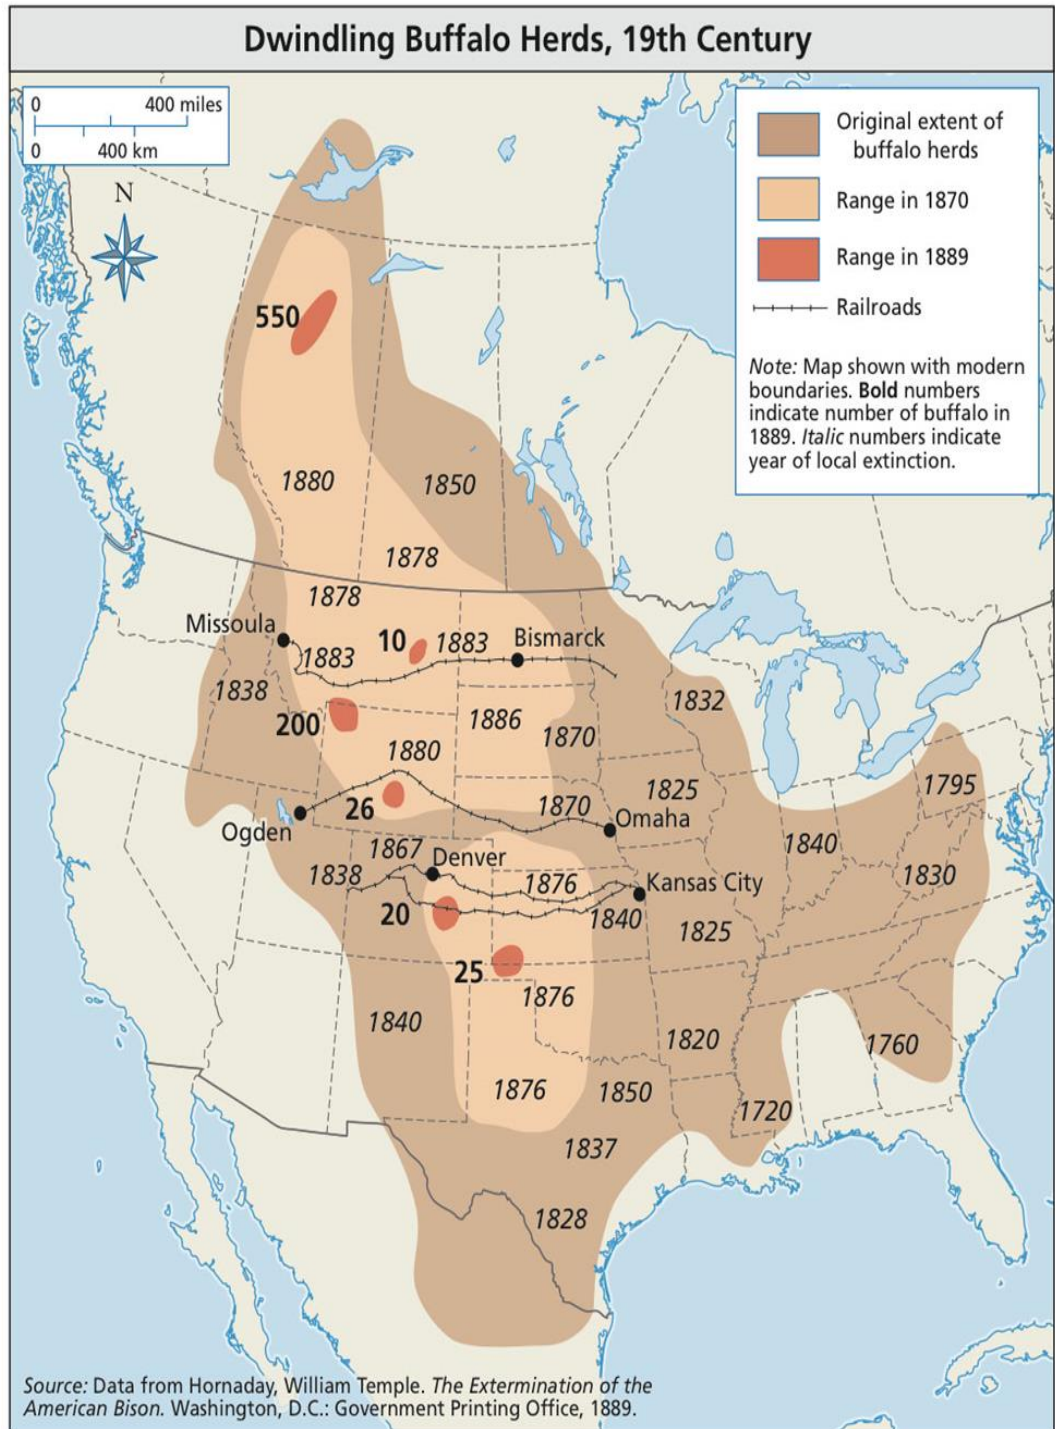 Dwindling Buffalo Herds, 19th Century
0 400 miles
0 400 km
N
Original extent of
buffalo herds
Range in 1870
Range in 1889
Railroads
Note: Map shown with modern
boundaries. Bold numbers
indicate number of buffalo in
1889. Italic numbers indicate
year of local extinction.
550
1880
1850
1878
1878
Missoula
10
1883
Bismarck
1883
1838
1832
200
1886
1870
1880
1795
1825
26
1870
Omaha
Ogden
1840
1867
Denver
1838
1876
Kansas City
1830
20
1840
1825
25
1876
1840
1820
1760
1876
1850
1720
1837
1828
Source: Data from Hornaday, William Temple. The Extermination of the
American Bison. Washington, D.C.: Government Printing Office, 1889.